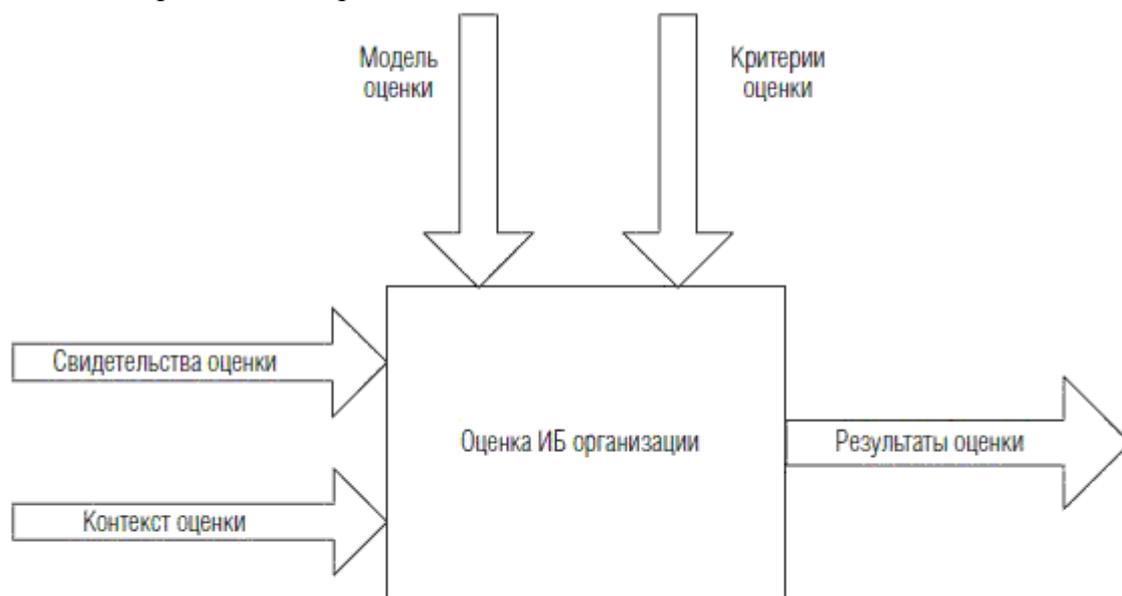 Модель
оценки
Критерии
оценки
Свидетельства оценки
Оценка ИБ организации
Результаты оценки
Контекст оценки